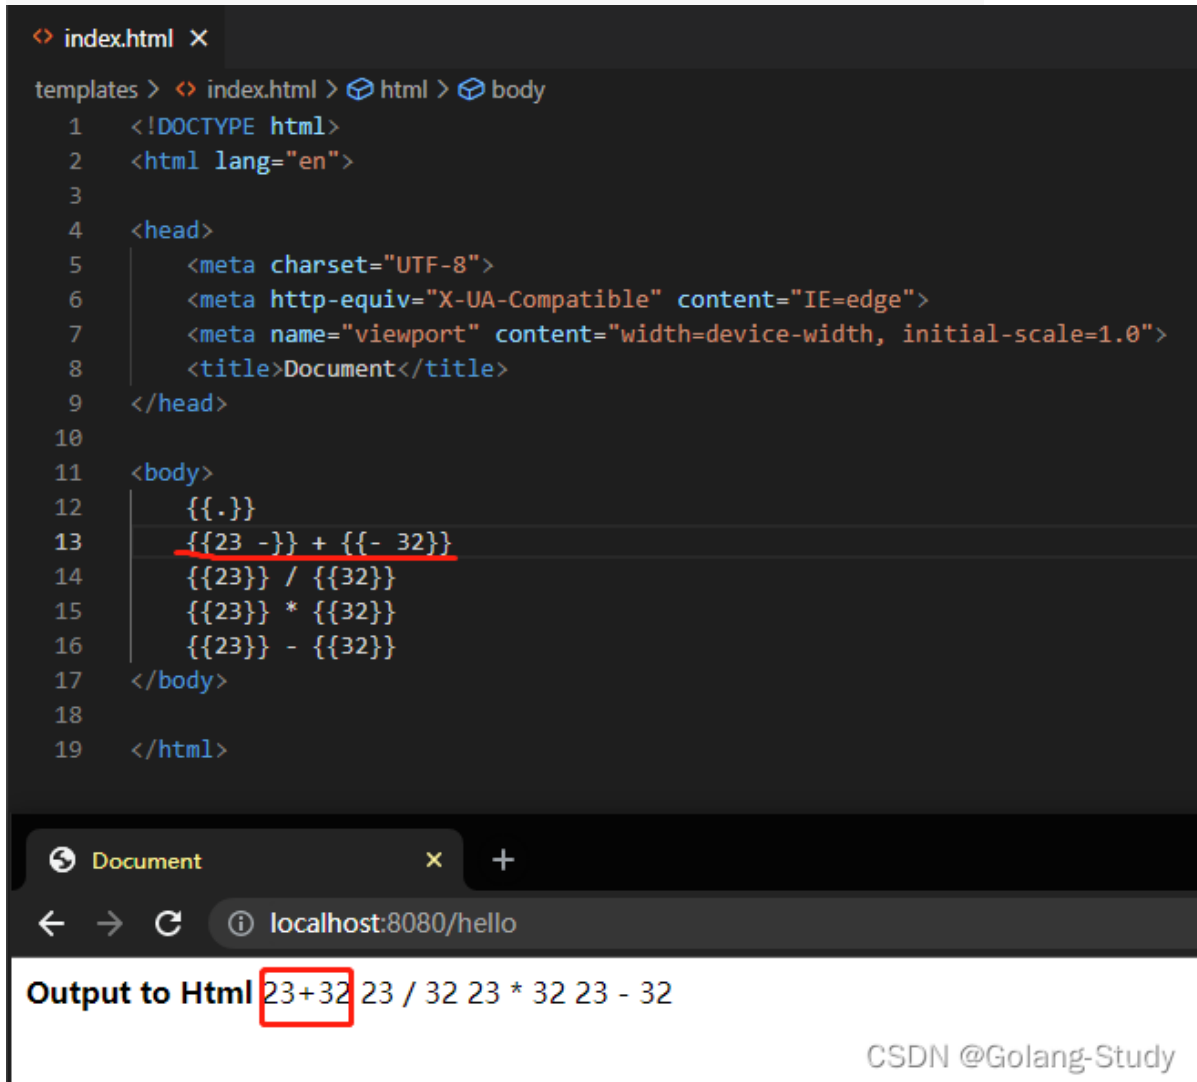 index.html
templates > index.html > html > body
1 <!DOCTYPE html>
2 <html lang="en">
3
4 <head>
5 <meta charset="UTF-8">
6 <meta http-equiv="X-UA-Compatible" content="IE=edge">
7 <meta name="viewport" content="width=device-width, initial-scale=1.0">
8 <title>Document</title>
9 </head>
10
11 <body>
12 {{.}}
13 {{23 -}} + {{- 32}}
14 {{23}} / {{32}}
15 {{23}} * {{32}}
16 {{23}} - {{32}}
17 </body>
18
19 </html>
Document
localhost:8080/hello
Output to Html 23+32 23 / 32 23 * 32 23 - 32
CSDN @Golang-Study